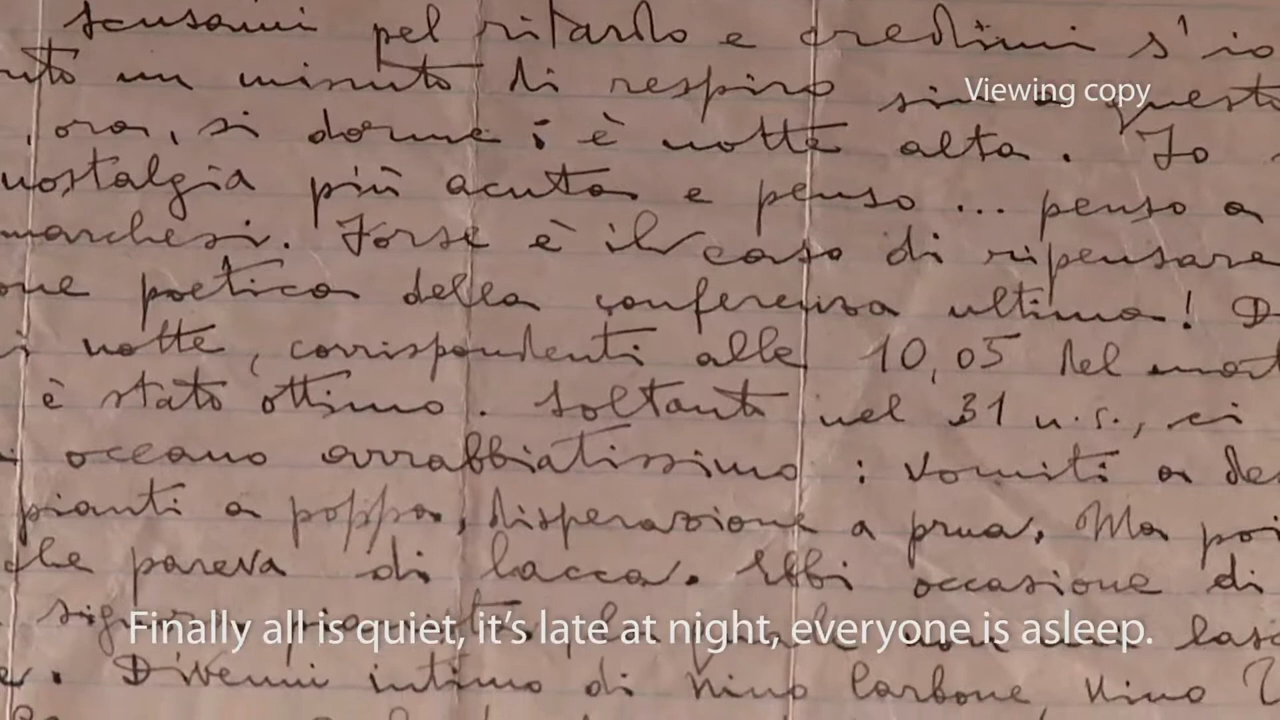 scusami pel ritardo e credimi s'io
un minuto di respiro sin a questo
Viewing copy
, ora, si dorme; è notte alta. Io
nostalgia più acuta e penso... penso a
marchesi. Forse è il caso di ripensare
poetica della conferenza ultima! D
notte, corrispondenti alle 10,05 del
è stato ottimo. Soltanto nel 31 u.s., ci
oceano arrabbiatissimo: vomiti a
pianti a poppa, disperazione a prua. Ma poi
che pareva di lacca. Ebbi occasione di
Finally all is quiet, it's late at night, everyone is asleep.
. Divenni intimo di Nino Carbone, Nino